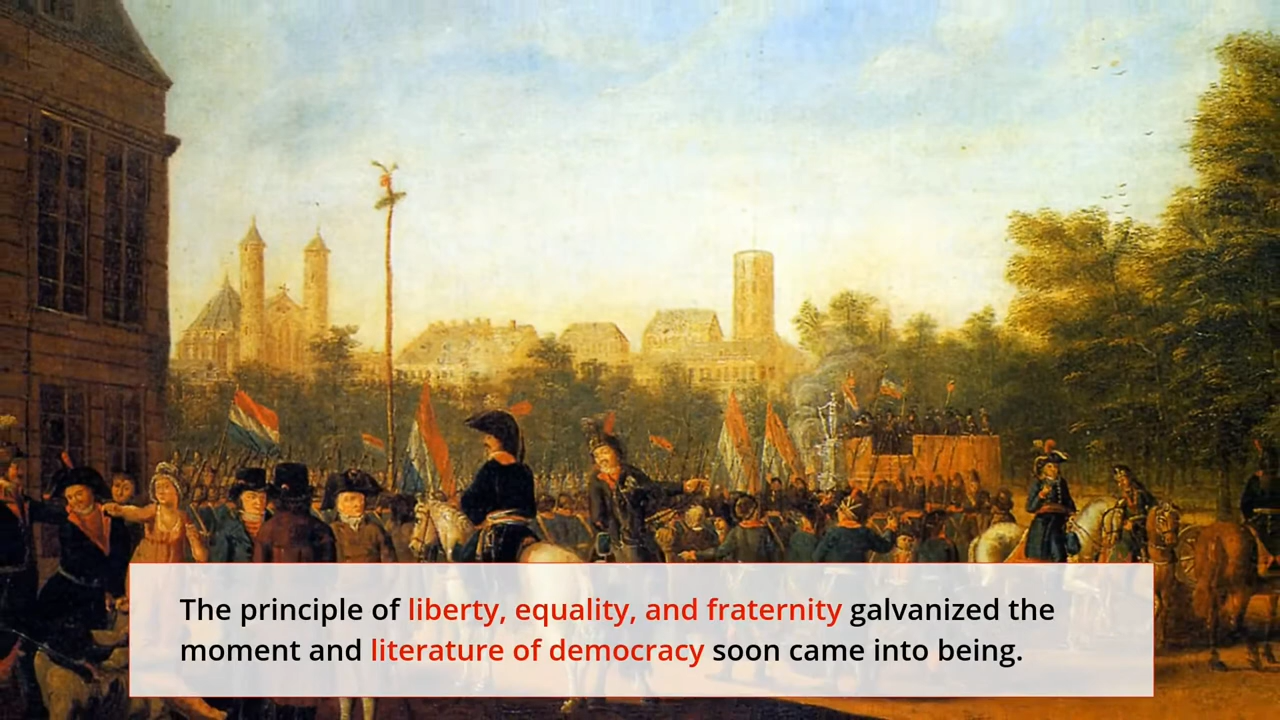 The principle of liberty, equality, and fraternity galvanized the
moment and literature of democracy soon came into being.